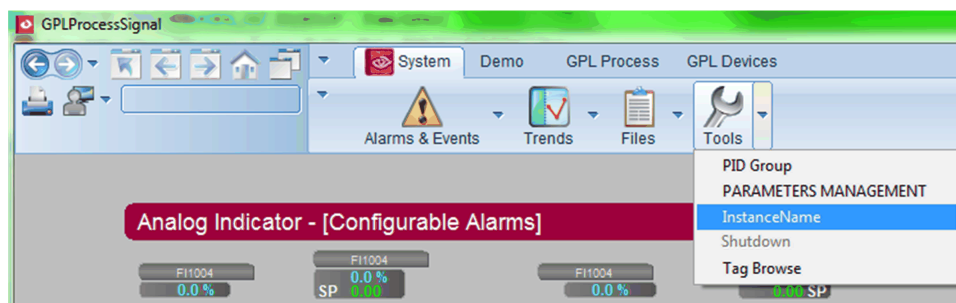 GPLProcessSignal
System Demo GPL Process GPL Devices
Alarms & Events Trends Files Tools
PID Group
PARAMETERS MANAGEMENT
InstanceName
Shutdown
Tag Browse
Analog Indicator - [Configurable Alarms]
FI1004
0.0 %
FI1004
0.0 %
SP 0.00
FI1004
0.0 %
0.00 SP